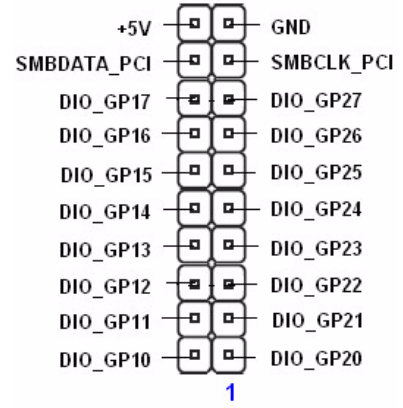 +5V GND
SMBDATA_PCI SMBCLK_PCI
DIO_GP17 DIO_GP27
DIO_GP16 DIO_GP26
DIO_GP15 DIO_GP25
DIO_GP14 DIO_GP24
DIO_GP13 DIO_GP23
DIO_GP12 DIO_GP22
DIO_GP11 DIO_GP21
DIO_GP10 DIO_GP20
1